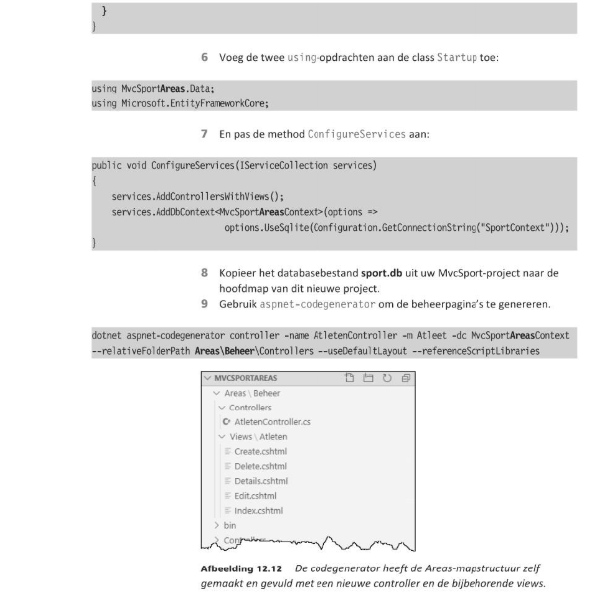 }
}
6 Voeg de twee using-opdrachten aan de class Startup toe:
using MvcSportAreas.Data;
using Microsoft.EntityFrameworkCore;
7 En pas de method ConfigureServices aan:
public void ConfigureServices(IServiceCollection services)
{
services.AddControllersWithViews();
services.AddDbContext<MvcSportAreasContext>(options =>
options.UseSqlite(Configuration.GetConnectionString("SportContext")));
}
8 Kopieer het databasebestand sport.db uit uw MvcSport-project naar de
hoofdmap van dit nieuwe project.
9 Gebruik aspnet-codegenerator om de beheerpagina's te genereren.
dotnet aspnet-codegenerator controller -name AtletenController -m Atleet -dc MvcSportAreasContext
--relativeFolderPath Areas\Beheer\Controllers --useDefaultLayout --referenceScriptLibraries
MVCSPORTAREAS
Areas \ Beheer
Controllers
AtletenController.cs
Views \ Atleten
Create.cshtml
Delete.cshtml
Details.cshtml
Edit.cshtml
Index.cshtml
> bin
Afbeelding 12.12 De codegenerator heeft de Areas-mapstructuur zelf
gemaakt en gevuld met een nieuwe controller en de bijbehorende views.